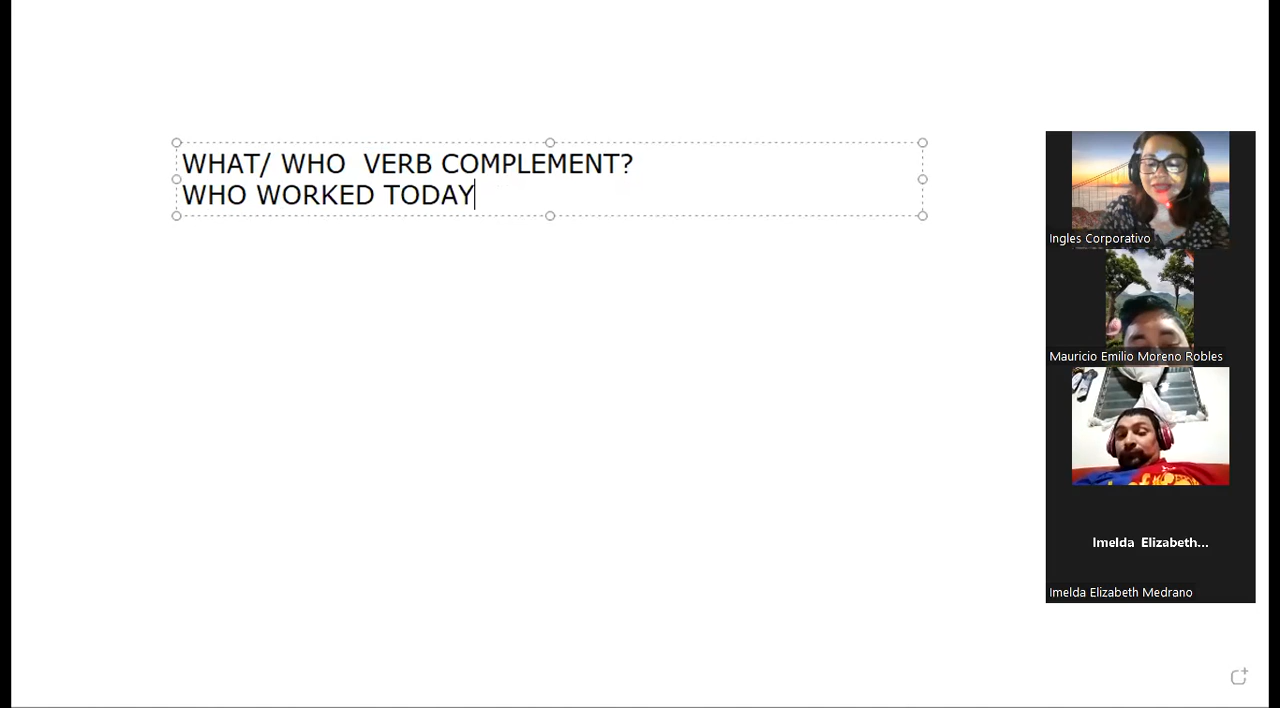 WHAT/ WHO  VERB COMPLEMENT?
WHO WORKED TODAY
Ingles Corporativo
Mauricio Emilio Moreno Robles
Imelda  Elizabeth...
Imelda Elizabeth Medrano